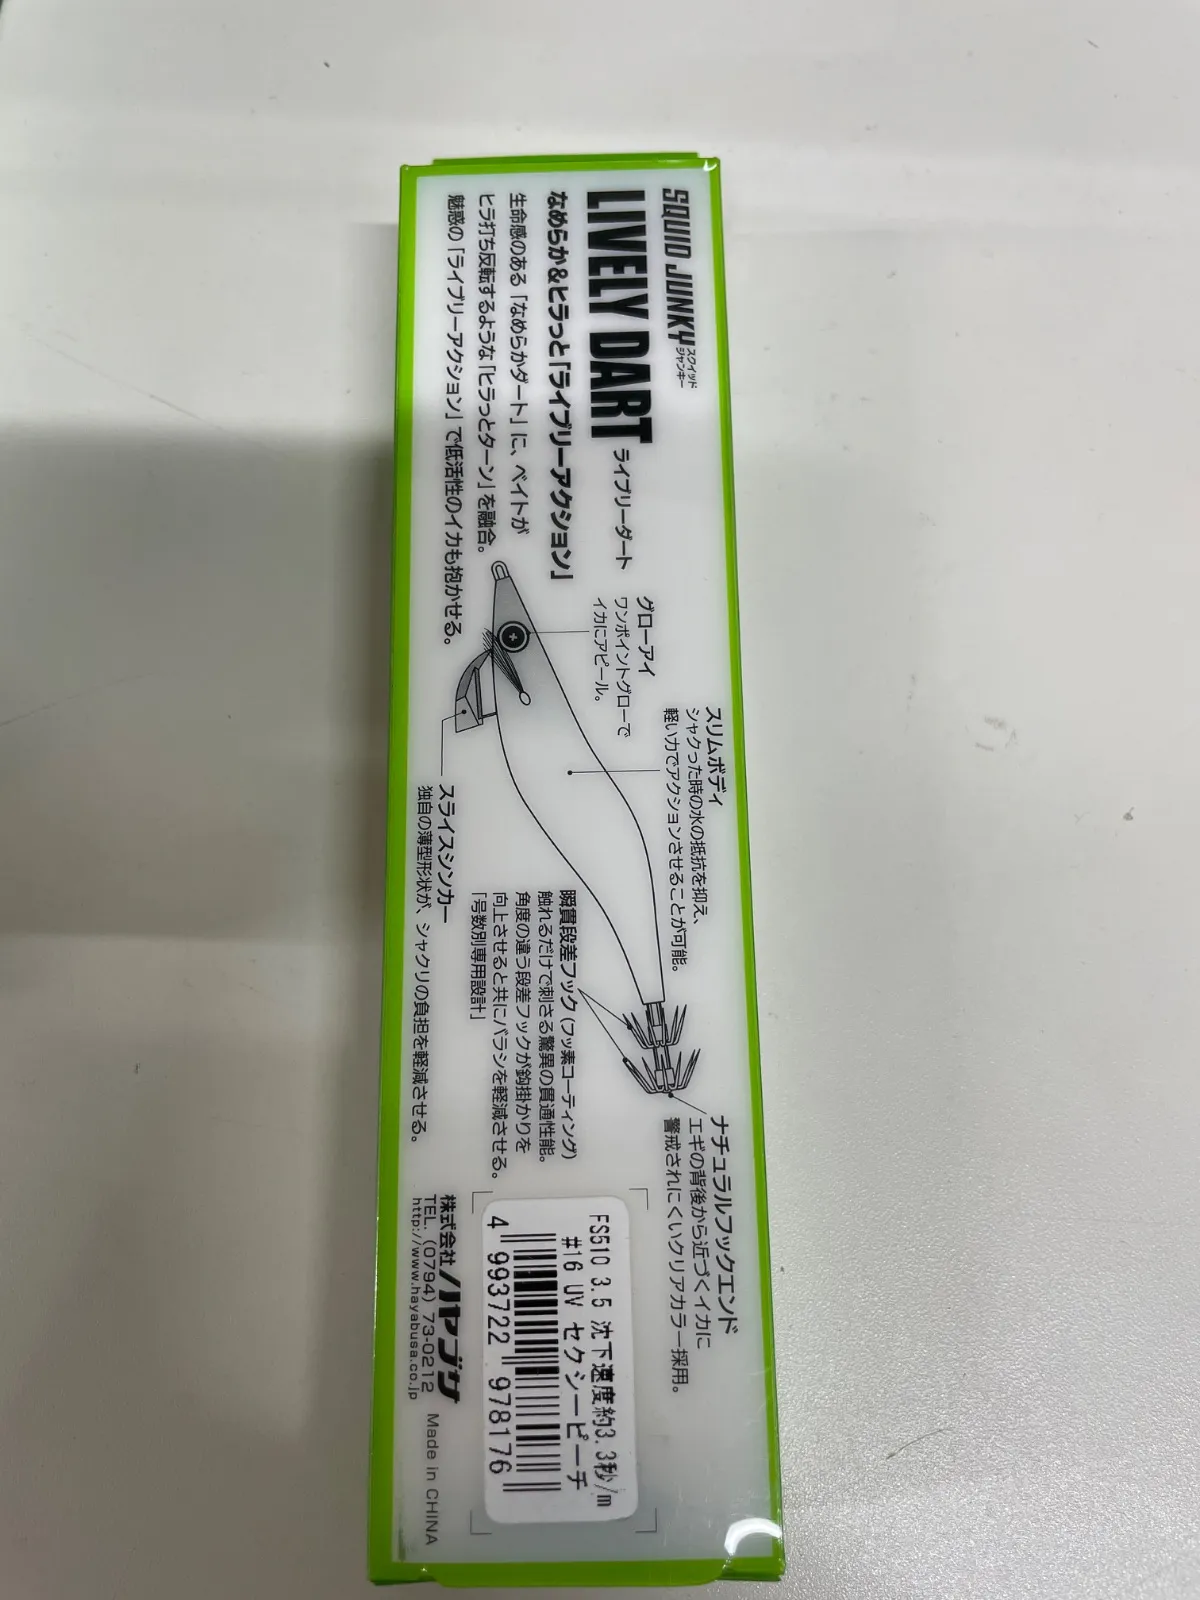 SQUID JUNKY
スクイッド
ジャンキー
LIVELY DART ライブリーダート
なめらか&ヒラっと「ライブリーアクション」
生命感のある「なめらかダート」に、ベイトが
ヒラ打ち反転するような「ヒラっとターン」を融合。
魅惑の「ライブリーアクション」で低活性のイカも抱かせる。
グローアイ
ワンポイントグローで
イカにアピール。
スリムボディ
シャクった時の水の抵抗を抑え、
軽い力でアクションさせることが可能。
スライスシンカー
独自の薄型形状が、シャクリの負担を軽減させる。
瞬貫段差フック(フッ素コーティング)
触れるだけで刺さる驚異の貫通性能。
角度の違う段差フックが鈎掛かりを
向上させると共にバラシを軽減させる。
「号数別専用設計」
ナチュラルフックエンド
エギの背後から近づくイカに
警戒されにくいクリアカラー採用。
FS510 3.5 沈下速度約3.3秒/m
#16 UV セクシーピーチ
4 993722 978176
株式会社ハヤブサ
TEL. (0794) 73-0212
http://www.hayabusa.co.jp Made in CHINA